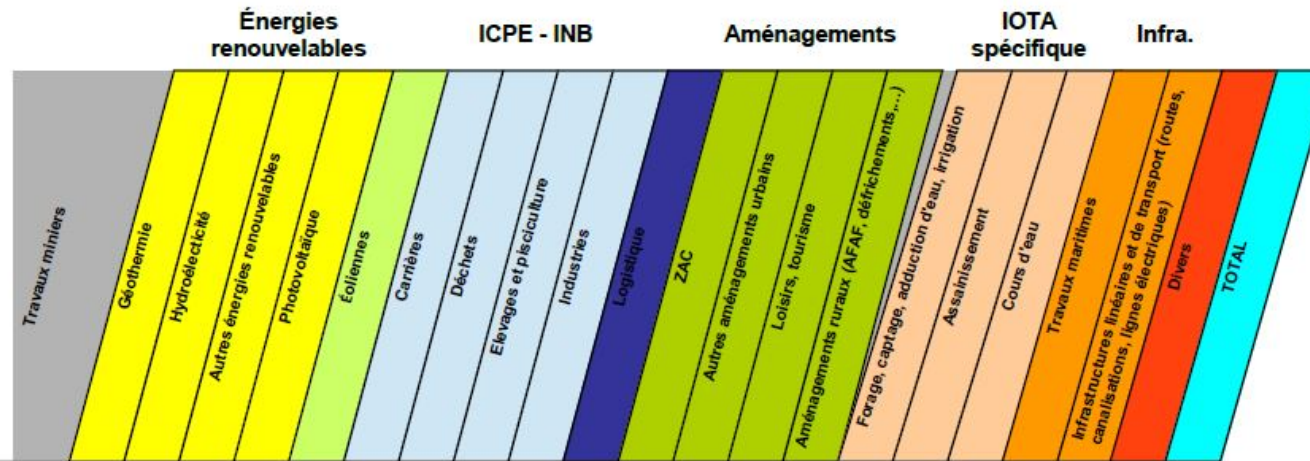 Énergies
renouvelables
ICPE - INB
Aménagements
IOTA
spécifique
Infra.
Travaux miniers
Géothermie
Hydroélecticité
Autres énergies renouvelables
Photovoltaïque
Éoliennes
Carrières
Déchets
Elevages et pisciculture
Industries
Logistique
ZAC
Autres aménagements urbains
Loisirs, tourisme
Aménagements ruraux (AFAF, défrichements,...)
Forage, captage, adduction d'eau, irrigation
Assainissement
Cours d'eau
Travaux maritimes
Infrastructures linéaires et de transport (routes,
canalisations, lignes électriques)
Divers
TOTAL